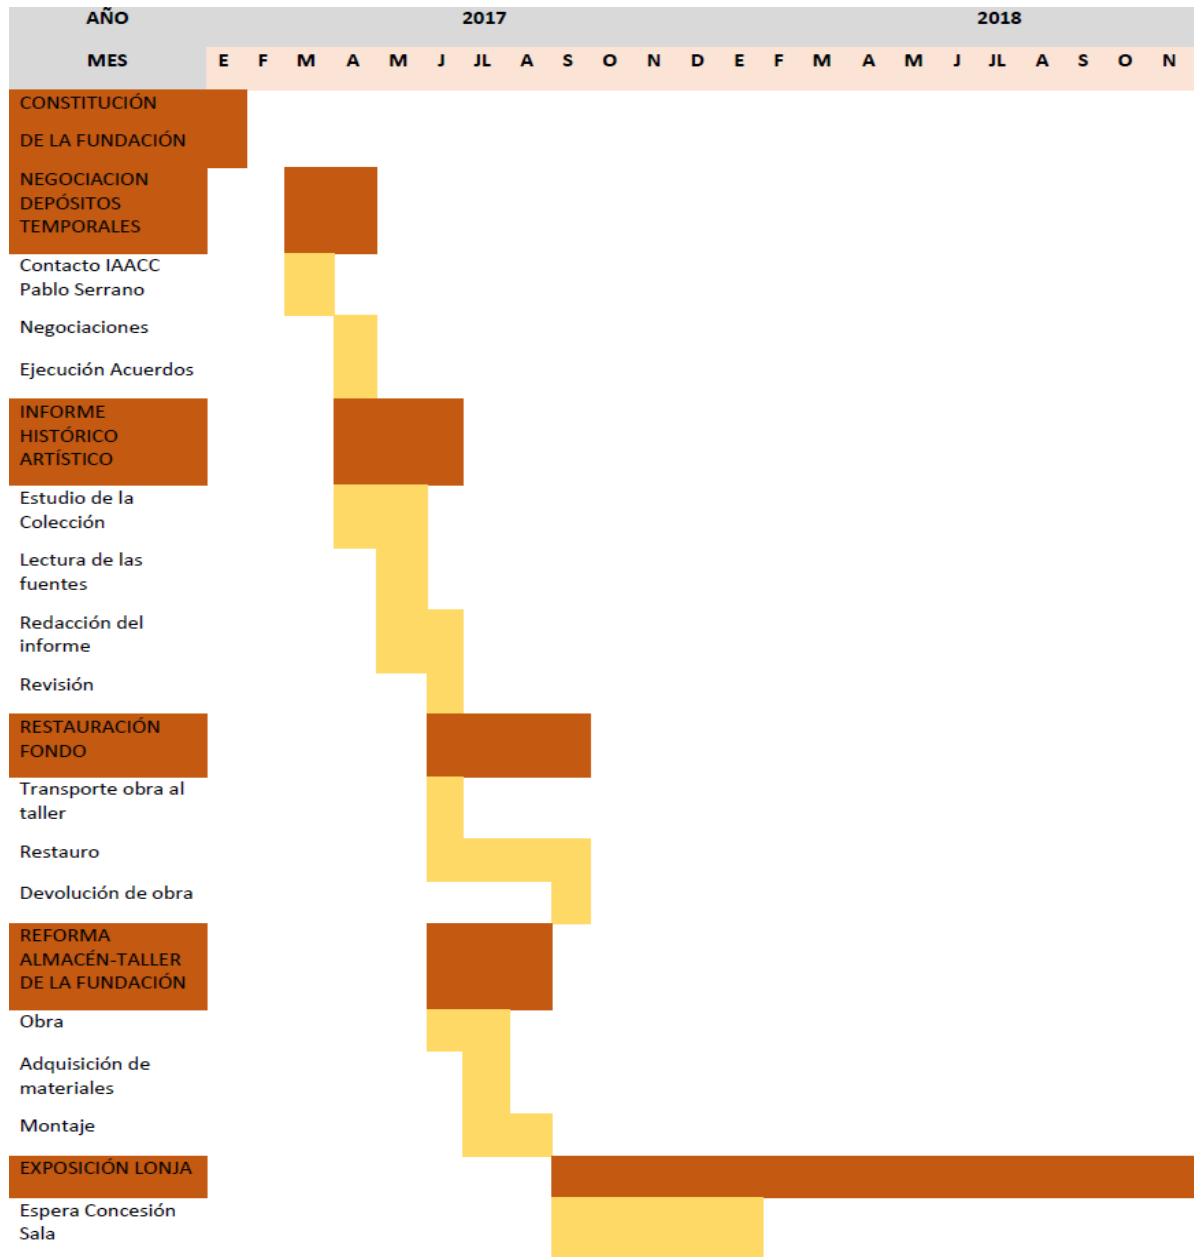 AÑO 2017 2018
MES E F M A M J JL A S O N D E F M A M J JL A S O N
CONSTITUCIÓN
DE LA FUNDACIÓN
NEGOCIACION
DEPÓSITOS
TEMPORALES
Contacto IAACC
Pablo Serrano
Negociaciones
Ejecución Acuerdos
INFORME
HISTÓRICO
ARTÍSTICO
Estudio de la
Colección
Lectura de las
fuentes
Redacción del
informe
Revisión
RESTAURACIÓN
FONDO
Transporte obra al
taller
Restauro
Devolución de obra
REFORMA
ALMACÉN-TALLER
DE LA FUNDACIÓN
Obra
Adquisición de
materiales
Montaje
EXPOSICIÓN LONJA
Espera Concesión
Sala